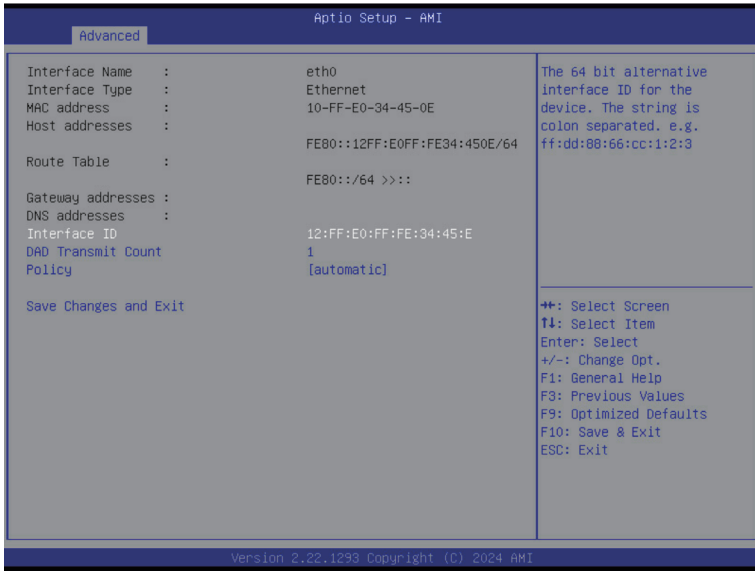 Aptio Setup – AMI
Advanced
Interface Name :   eth0
Interface Type :   Ethernet
MAC address :   10-FF-E0-34-45-0E
Host addresses :
FE80::12FF:E0FF:FE34:450E/64
Route Table :
FE80::/64 >>::
Gateway addresses :
DNS addresses :
Interface ID   12:FF:E0:FF:FE:34:45:E
DAD Transmit Count   1
Policy   [automatic]
Save Changes and Exit
The 64 bit alternative
interface ID for the
device. The string is
colon separated. e.g.
ff:dd:88:66:cc:1:2:3
→←: Select Screen
↑↓: Select Item
Enter: Select
+/-: Change Opt.
F1: General Help
F3: Previous Values
F9: Optimized Defaults
F10: Save & Exit
ESC: Exit
Version 2.22.1293 Copyright (C) 2024 AMI